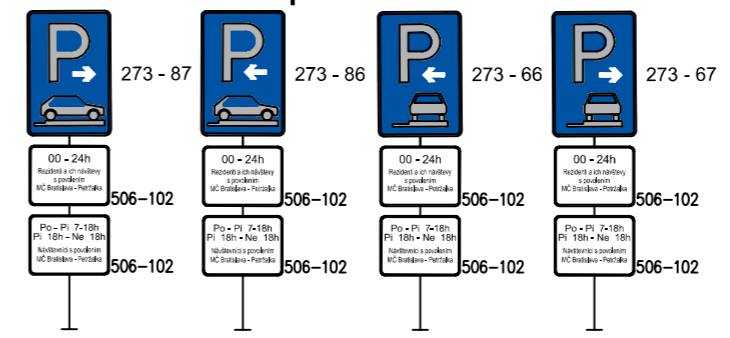 P
273 - 87
00 - 24h
Rezidenti a ich návštevy
s povolením
MČ Bratislava - Petržalka
506-102
Po - Pi 7-18h
Pi 18h - Ne 18h
Návštevníci s povolením
MČ Bratislava - Petržalka
506-102
P
273 - 86
00 - 24h
Rezidenti a ich návštevy
s povolením
MČ Bratislava - Petržalka
506-102
Po - Pi 7-18h
Pi 18h - Ne 18h
Návštevníci s povolením
MČ Bratislava - Petržalka
506-102
P
273 - 66
00 - 24h
Rezidenti a ich návštevy
s povolením
MČ Bratislava - Petržalka
506-102
Po - Pi 7-18h
Pi 18h - Ne 18h
Návštevníci s povolením
MČ Bratislava - Petržalka
506-102
P
273 - 67
00 - 24h
Rezidenti a ich návštevy
s povolením
MČ Bratislava - Petržalka
506-102
Po - Pi 7-18h
Pi 18h - Ne 18h
Návštevníci s povolením
MČ Bratislava - Petržalka
506-102